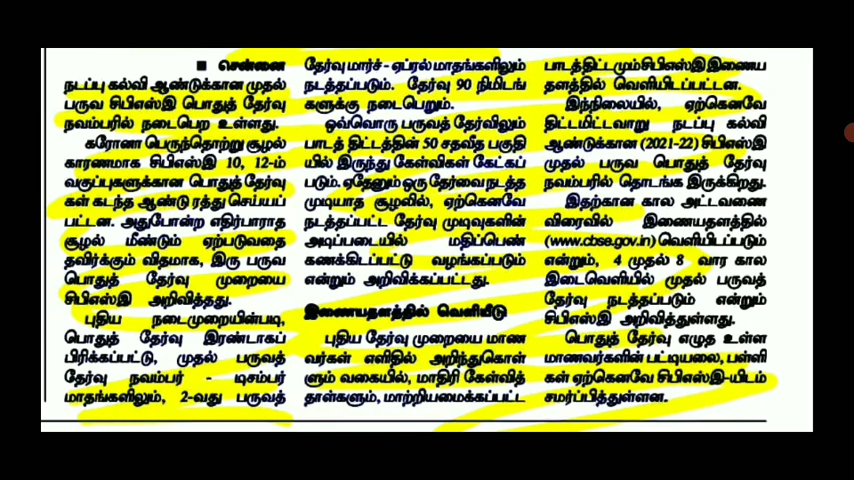 ■ சென்னை
நடப்பு கல்வி ஆண்டுக்கான முதல்
பருவ சிபிஎஸ்இ பொதுத் தேர்வு
நவம்பரில் நடைபெற உள்ளது.
கரோனா பெருந்தொற்று சூழல்
காரணமாக சிபிஎஸ்இ 10, 12-ம்
வகுப்புகளுக்கான பொதுத் தேர்வு
கள் கடந்த ஆண்டு ரத்து செய்யப்
பட்டன. அதுபோன்ற எதிர்பாராத
சூழல் மீண்டும் ஏற்படுவதை
தவிர்க்கும் விதமாக, இரு பருவ
பொதுத் தேர்வு முறையை
சிபிஎஸ்இ அறிவித்தது.
புதிய நடைமுறையின்படி,
பொதுத் தேர்வு இரண்டாகப்
பிரிக்கப்பட்டு, முதல் பருவத்
தேர்வு நவம்பர் - டிசம்பர்
மாதங்களிலும், 2-வது பருவத்
தேர்வு மார்ச் - ஏப்ரல் மாதங்களிலும்
நடத்தப்படும். தேர்வு 90 நிமிடங்
களுக்கு நடைபெறும்.
ஒவ்வொரு பருவத் தேர்விலும்
பாடத் திட்டத்தின் 50 சதவீத பகுதி
யில் இருந்து கேள்விகள் கேட்கப்
படும். ஏதேனும் ஒரு தேர்வை நடத்த
முடியாத சூழலில், ஏற்கெனவே
நடத்தப்பட்ட தேர்வு முடிவுகளின்
அடிப்படையில் மதிப்பெண்
கணக்கிடப்பட்டு வழங்கப்படும்
என்றும் அறிவிக்கப்பட்டது.
இணையதளத்தில் வெளியீடு
புதிய தேர்வு முறையை மாண
வர்கள் எளிதில் அறிந்துகொள்
ளும் வகையில், மாதிரி கேள்வித்
தாள்களும், மாற்றியமைக்கப்பட்ட
பாடத்திட்டமும் சிபிஎஸ்இ இணைய
தளத்தில் வெளியிடப்பட்டன.
இந்நிலையில், ஏற்கெனவே
திட்டமிட்டவாறு நடப்பு கல்வி
ஆண்டுக்கான (2021-22) சிபிஎஸ்இ
முதல் பருவ பொதுத் தேர்வு
நவம்பரில் தொடங்க இருக்கிறது.
இதற்கான கால அட்டவணை
விரைவில் இணையதளத்தில்
(www.cbse.gov.in) வெளியிடப்படும்
என்றும், 4 முதல் 8 வார கால
இடைவெளியில் முதல் பருவத்
தேர்வு நடத்தப்படும் என்றும்
சிபிஎஸ்இ அறிவித்துள்ளது.
பொதுத் தேர்வு எழுத உள்ள
மாணவர்களின் பட்டியலை, பள்ளி
கள் ஏற்கெனவே சிபிஎஸ்இ-யிடம்
சமர்ப்பித்துள்ளன.